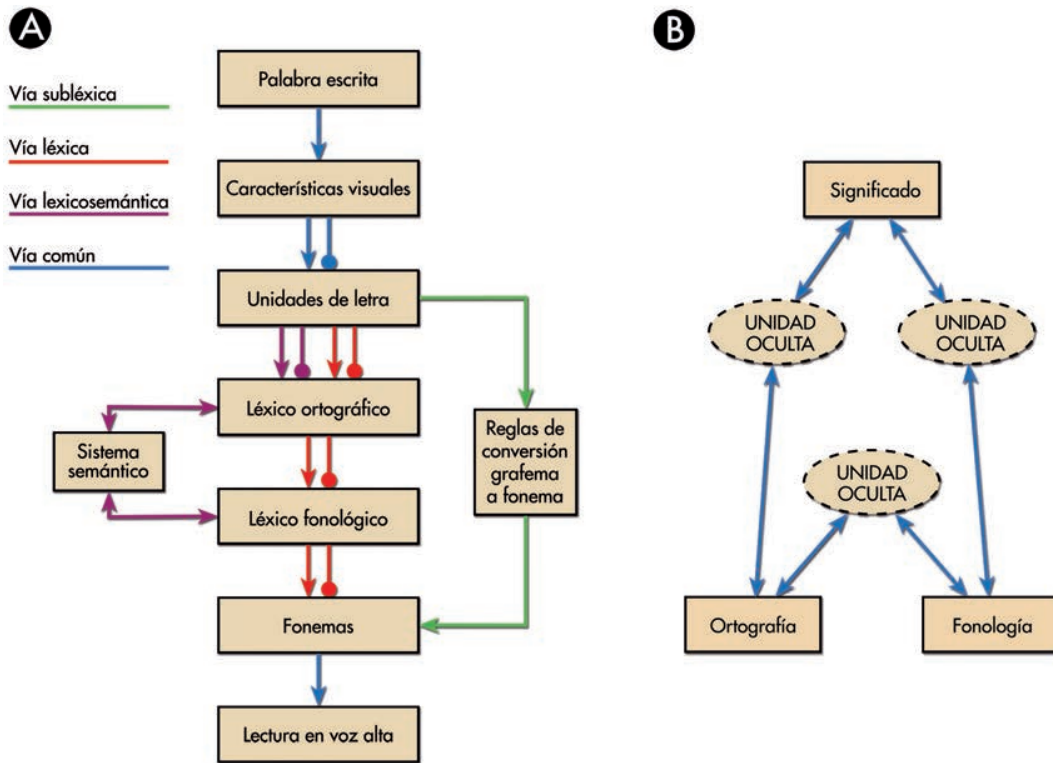 A
Vía subléxica
Vía léxica
Vía lexicosemántica
Vía común
Palabra escrita
Características visuales
Unidades de letra
Léxico ortográfico
Sistema
semántico
Léxico fonológico
Reglas de
conversión
grafema
a fonema
Fonemas
Lectura en voz alta
B
Significado
UNIDAD
OCULTA
UNIDAD
OCULTA
UNIDAD
OCULTA
Ortografía
Fonología